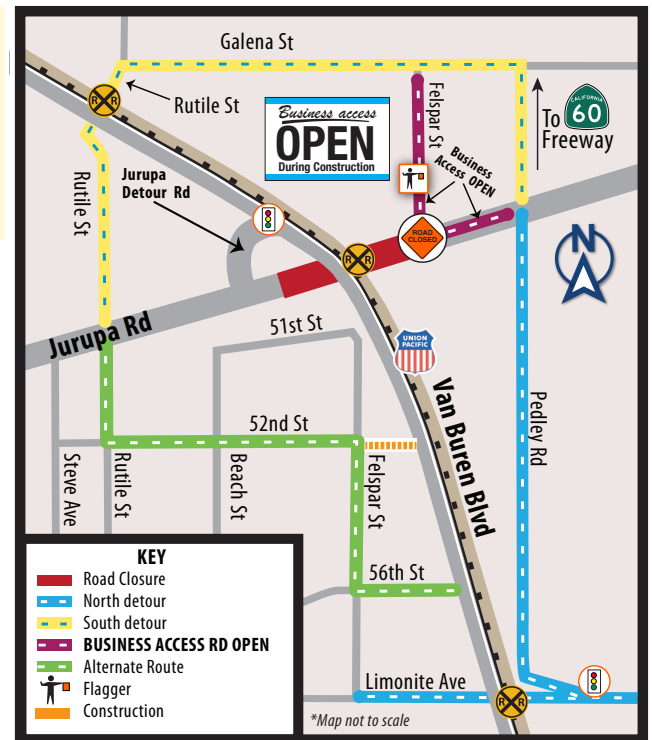 Galena St
Rutile St
Business access
OPEN
During Construction
Felspar St
CALIFORNIA
60
To
Freeway
Business
Access OPEN
R R
Rutile St
Jurupa
Detour Rd
ROAD
CLOSED
R R
N
Jurupa Rd
51st St
UNION
PACIFIC
Van Buren Blvd
Pedley Rd
52nd St
Steve Ave
Rutile St
Beach St
Felspar St
56th St
Limonite Ave
R R
*Map not to scale
KEY
Road Closure
North detour
South detour
BUSINESS ACCESS RD OPEN
Alternate Route
Flagger
Construction